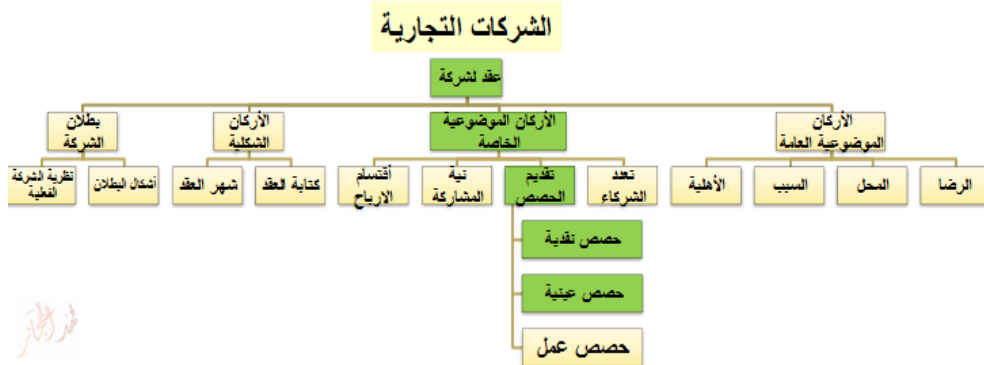 الشركات التجارية
عقد لشركة
الأركان
الموضوعية العامة
الأركان الموضوعية
الخاصة
الأركان
الشكلية
بطلان
الشركة
الرضا
المحل
السبب
الأهلية
تعدد
الشركاء
تقديم
الحصص
نية
المشاركة
أقتسام
الارباح
كتابة العقد
شهر العقد
أشكال البطلان
نظرية الشركة
الفعلية
حصص نقدية
حصص عينية
حصص عمل